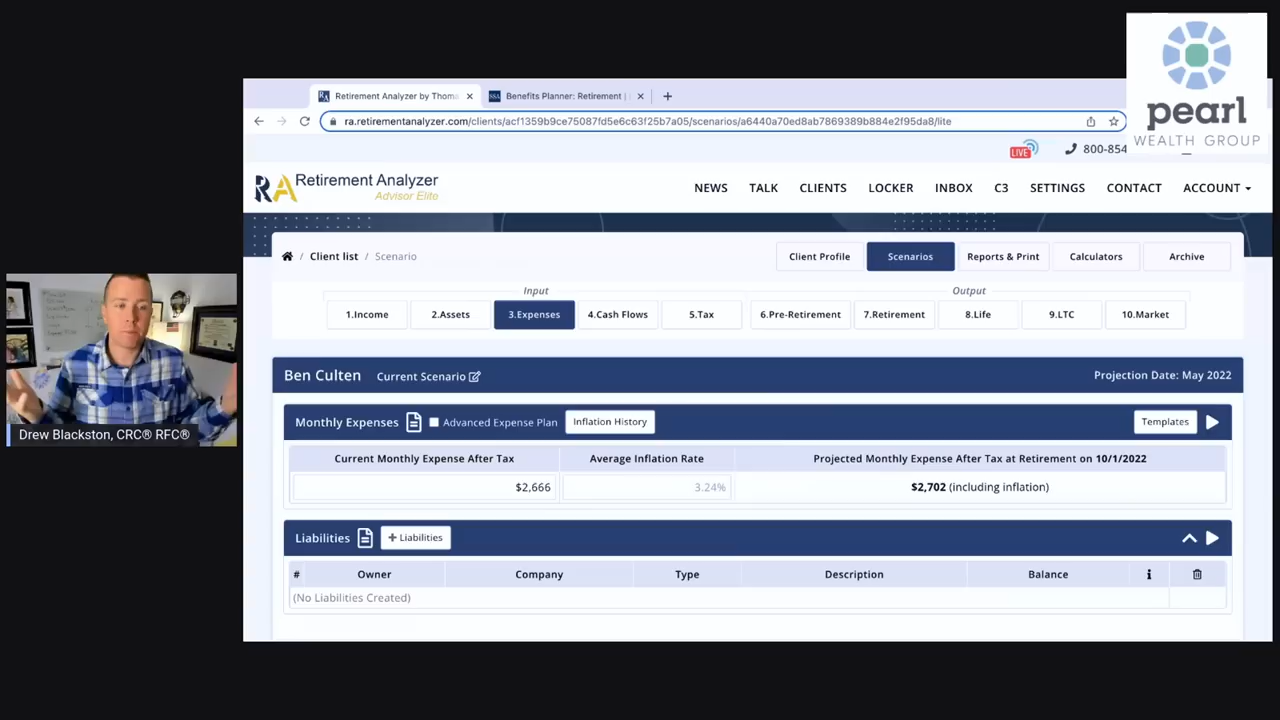 pearl
WEALTH GROUP
Retirement Analyzer by Thoma
Benefits Planner: Retirement |
ra.retirementanalyzer.com/clients/acf1359b9ce75087fd5e6c63f25b7a05/scenarios/a6440a70ed8ab7869389b884e2f95da8/lite
LIVE
800-854
RA Retirement Analyzer
Advisor Elite
NEWS TALK CLIENTS LOCKER INBOX C3 SETTINGS CONTACT ACCOUNT
/ Client list / Scenario
Client Profile Scenarios Reports & Print Calculators Archive
Input Output
1.Income 2.Assets 3.Expenses 4.Cash Flows 5.Tax 6.Pre-Retirement 7.Retirement 8.Life 9.LTC 10.Market
Ben Culten Current Scenario Projection Date: May 2022
Monthly Expenses Advanced Expense Plan Inflation History Templates
Current Monthly Expense After Tax Average Inflation Rate Projected Monthly Expense After Tax at Retirement on 10/1/2022
$2,666 3.24% $2,702 (including inflation)
Liabilities + Liabilities
# Owner Company Type Description Balance i
(No Liabilities Created)
Drew Blackston, CRC® RFC®